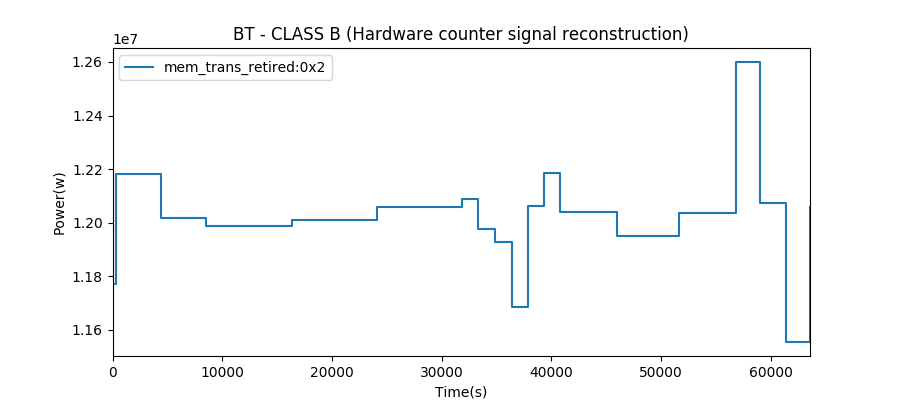 BT - CLASS B (Hardware counter signal reconstruction)
1e7
mem_trans_retired:0x2
1.26
1.24
1.22
1.20
1.18
1.16
Power(w)
0 10000 20000 30000 40000 50000 60000
Time(s)